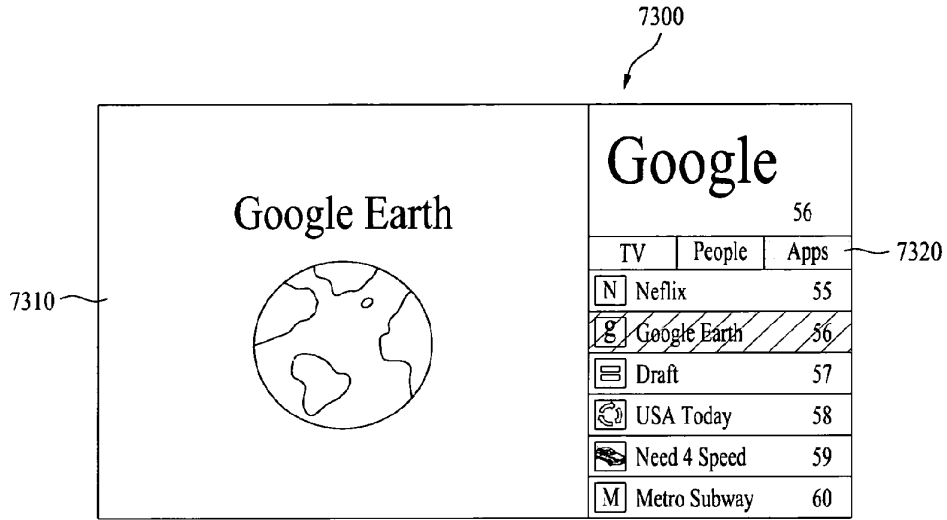 7300
Google
56
Google Earth
TV People Apps
7320
7310
N Neflix 55
g Google Earth 56
Draft 57
USA Today 58
Need 4 Speed 59
M Metro Subway 60